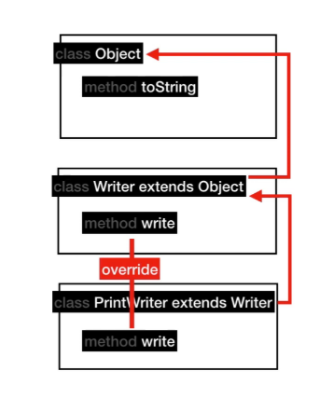 class Object
method toString
class Writer extends Object
method write
override
class PrintWriter extends Writer
method write